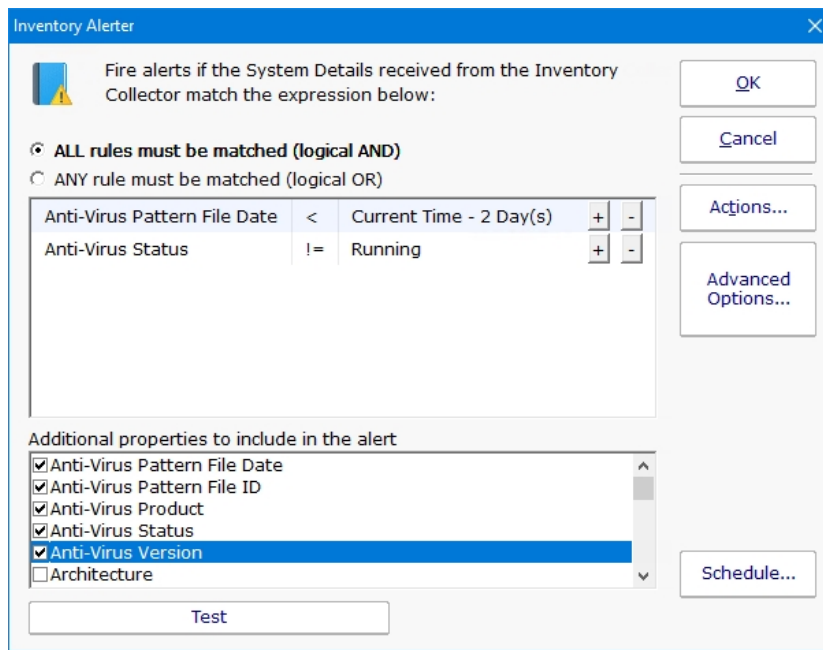 Inventory Alerter
Fire alerts if the System Details received from the Inventory
Collector match the expression below:
OK
Cancel
ALL rules must be matched (logical AND)
ANY rule must be matched (logical OR)
Actions...
Anti-Virus Pattern File Date < Current Time - 2 Day(s) + -
Anti-Virus Status != Running + -
Advanced
Options...
Additional properties to include in the alert
Anti-Virus Pattern File Date
Anti-Virus Pattern File ID
Anti-Virus Product
Anti-Virus Status
Anti-Virus Version
Architecture
Schedule...
Test